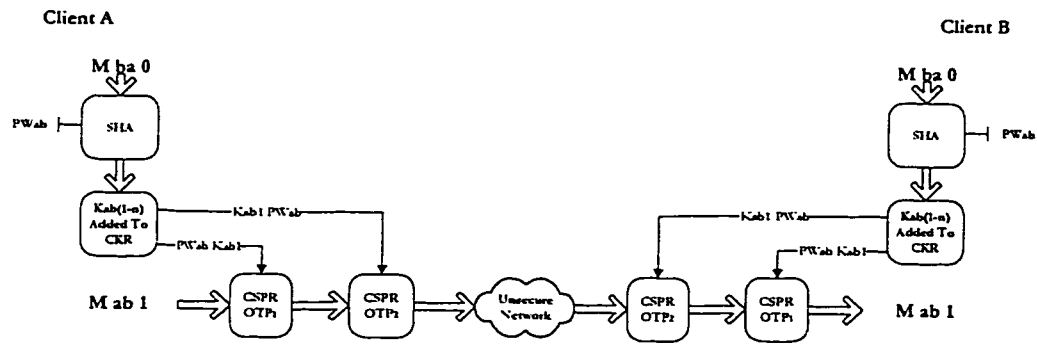 Client A
Client B
M ba 0
M ba 0
PWab
SHA
SHA
PWab
Kab(1-n)
Added To
CKR
Kab1 PWab
PWab Kab1
Kab1 PWab
PWab Kab1
Kab(1-n)
Added To
CKR
M ab 1
CSPR
OTP1
CSPR
OTP2
Unsecure
Network
CSPR
OTP2
CSPR
OTP1
M ab 1